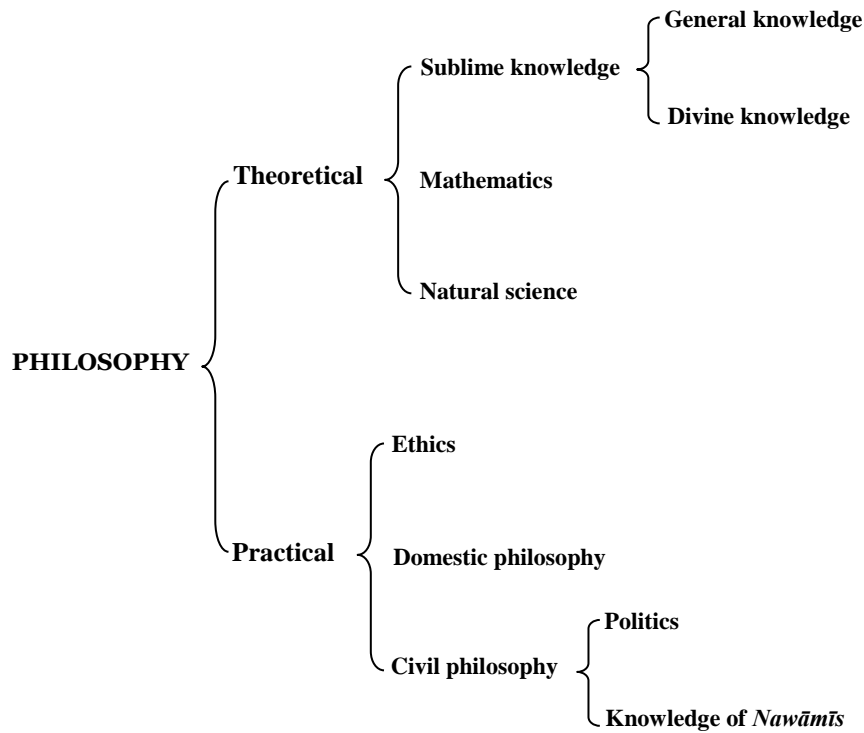 General knowledge
Sublime knowledge
Divine knowledge
Theoretical
Mathematics
Natural science
PHILOSOPHY
Ethics
Practical
Domestic philosophy
Politics
Civil philosophy
Knowledge of Nawāmīs